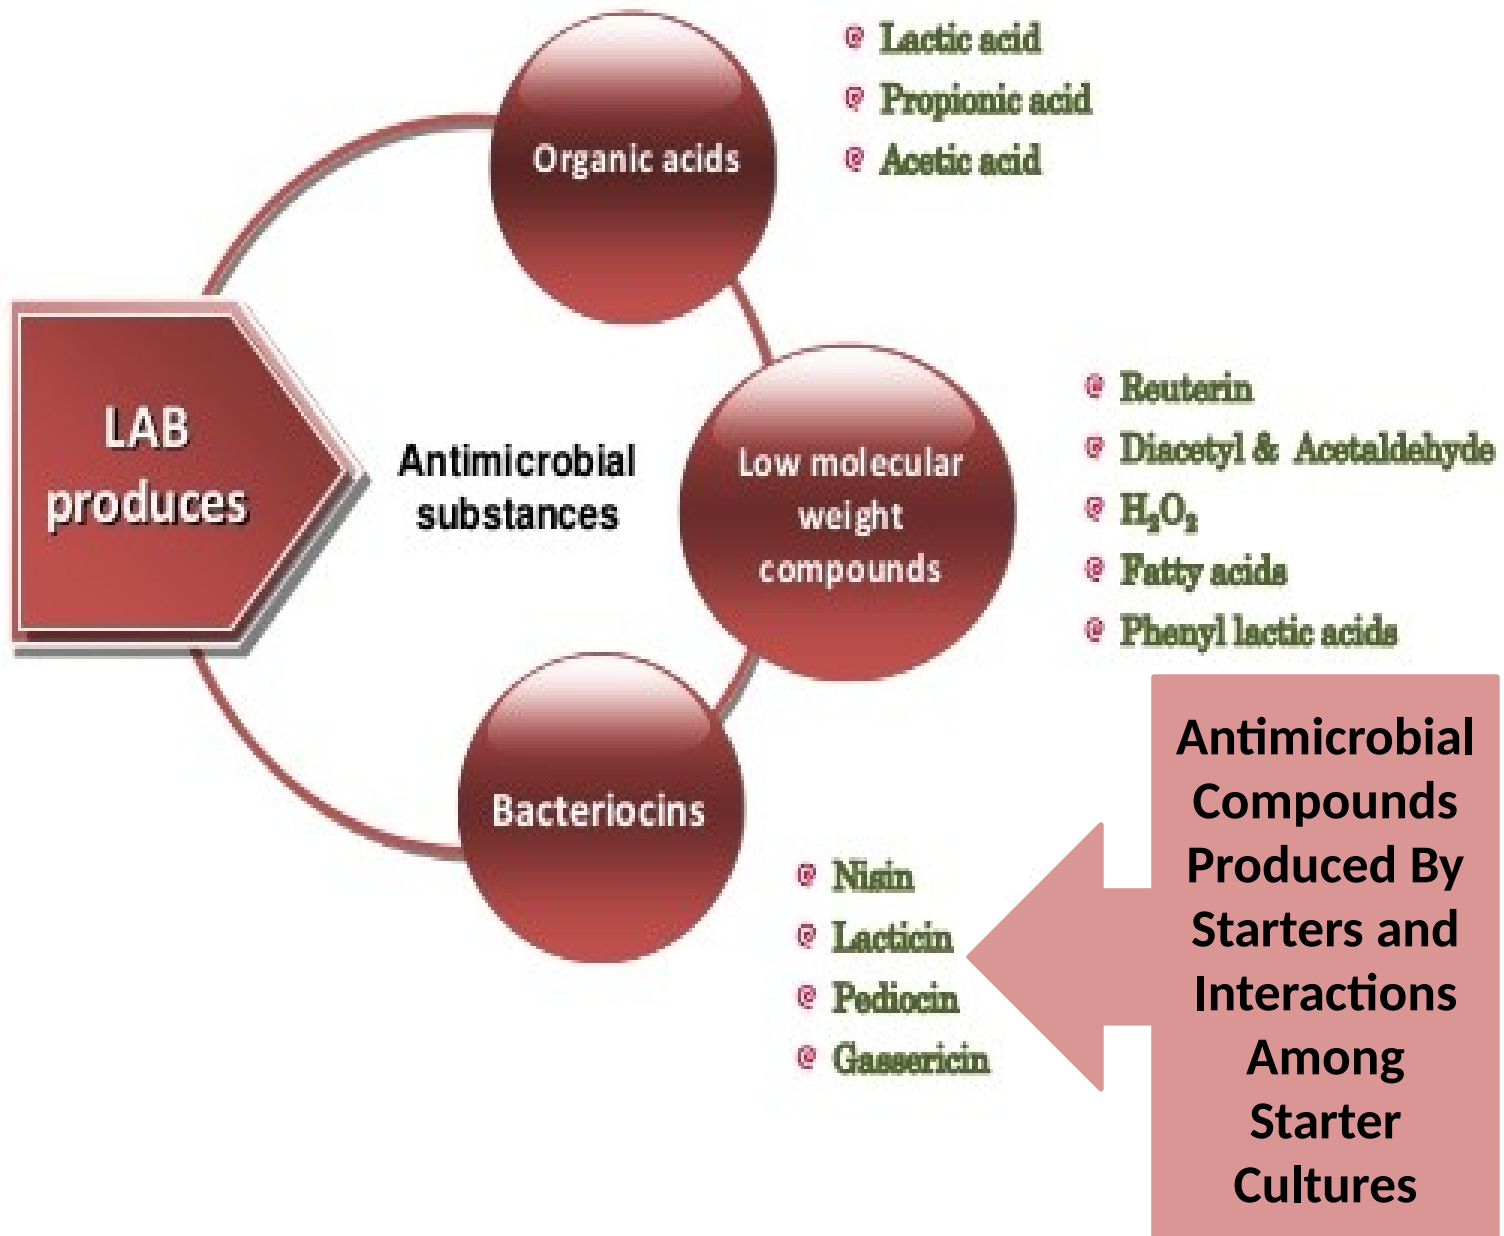 Lactic acid
Propionic acid
Acetic acid
Organic acids
LAB
produces
Antimicrobial
substances
Low molecular
weight
compounds
Reuterin
Diacetyl & Acetaldehyde
H₂O₂
Fatty acids
Phenyl lactic acids
Bacteriocins
Nisin
Lacticin
Pediocin
Gassericin
Antimicrobial
Compounds
Produced By
Starters and
Interactions
Among
Starter
Cultures